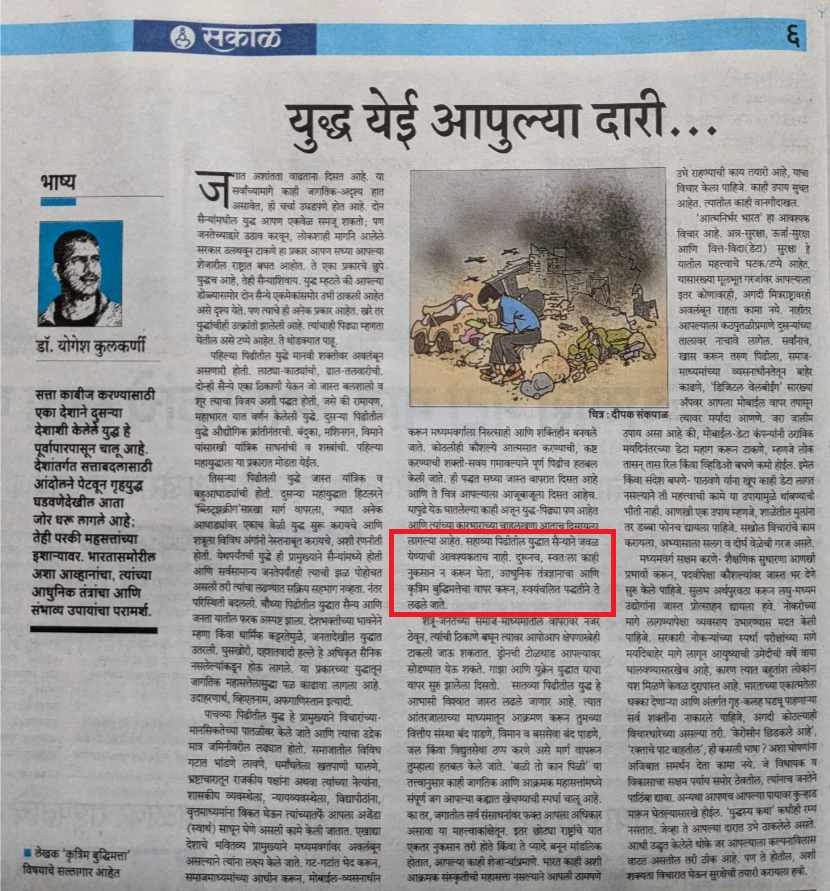 सकाळ
६
युद्ध येई आपुल्या दारी...
भाष्य
डॉ. योगेश कुलकर्णी
सत्ता काबीज करण्यासाठी
एका देशाने दुसऱ्या
देशाशी केलेले युद्ध हे
पूर्वापारपासून चालू आहे.
देशांतर्गत सत्ताबदलासाठी
आंदोलने पेटवून गृहयुद्ध
घडवणेदेखील आता
जोर धरू लागले आहे;
तेही परकी महसत्तांच्या
इशाऱ्यावर. भारतासमोरील
अशा आव्हानांचा, त्यांच्या
आधुनिक तंत्रांचा आणि
संभाव्य उपायांचा परामर्श.
■ लेखक 'कृत्रिम बुद्धिमत्ता'
विषयाचे सल्लागार आहेत
जगात अशांतता वाढताना दिसत आहे. या
सर्वांच्यामागे काही जागतिक-अदृश्य हात
असावेत, ही चर्चा उघडपणे होत आहे. दोन
सैन्यांमधील युद्ध आपण एकवेळ समजू शकतो; पण
जनतेच्याद्वारे उठाव करवून, लोकशाही मार्गाने आलेले
सरकार उलथवून टाकणे हा प्रकार आपण सध्या आपल्या
शेजारील राष्ट्रात बघत आहोत. ते एका प्रकारचे छुपे
युद्धच आहे, तेही सैन्याशिवाय. युद्ध म्हटले की आपल्या
डोळ्यासमोर दोन सैन्ये एकमेकांसमोर उभी ठाकली आहेत
असे दृश्य येते. पण त्याचे ही अनेक प्रकार आहेत. खरे तर
युद्धांचीही उत्क्रांती झालेली आहे. त्यांचाही पिढ्या म्हणता
येतील असे टप्पे आहेत. ते थोडक्यात पाहू.
पहिल्या पिढीतील युद्धे मानवी शक्तीवर अवलंबून
असणारी होती. लाठ्या-काठ्यांची, ढाल-तलवारींची.
दोन्ही सैन्ये एका ठिकाणी येऊन जो जास्त बलशाली व
शूर त्याचा विजय अशी पद्धत होती, जसे की रामायण,
महाभारत यात वर्णन केलेली युद्धे. दुसऱ्या पिढीतील
युद्धे औद्योगिक क्रांतीनंतरची. बंदुका, मशिनगन, विमाने
यांसारखी यांत्रिक साधनांची व शस्त्रांची. पहिल्या
महायुद्धाला या प्रकारात मोडता येईल.
तिसऱ्या पिढीतली युद्धे जास्त यांत्रिक व
बहुआघाड्यांची होती. दुसऱ्या महायुद्धात हिटलरने
'ब्लिट्झक्रीग'सारखा मार्ग वापरला, ज्यात अनेक
आघाड्यांवर एकाच वेळी युद्ध सुरू करायचे आणि
शत्रूला विविध अंगांनी नेस्तनाबूत करायचे, अशी रणनीती
होती. येथपर्यंतची युद्धे ही प्रामुख्याने सैन्यांमध्ये होती
आणि सर्वसामान्य जनतेपर्यंतही त्याची झळ पोहोचत
असली तरी त्यांचा लढण्यात सक्रिय सहभाग नव्हता. नंतर
परिस्थिती बदलली. चौथ्या पिढीतील युद्धात सैन्य आणि
जनता यातील फरक अस्पष्ट झाला. देशभक्तीच्या भावनेने
म्हणा किंवा धार्मिक कट्टरतेमुळे, जनतादेखील युद्धात
उतरली. घुसखोरी, दहशतवादी हल्ले हे अधिकृत सैनिक
नसलेल्यांकडून होऊ लागले. या प्रकारच्या युद्धातून
जागतिक महासत्तेलासुद्धा पळ काढावा लागला आहे.
उदाहरणार्थ, व्हिएतनाम, अफगाणिस्तान इत्यादी.
पाचव्या पिढीतील युद्ध हे प्रामुख्याने विचारांच्या-
मानसिकतेच्या पातळीवर केले जाते आणि त्याचा उद्रेक
मात्र जमिनीवरील लढ्यात होतो. समाजातील विविध
गटात भांडणे लावणे, धर्मांधतेला खतपाणी घालणे,
भ्रष्टाचारातून राजकीय पक्षांना अथवा त्यांच्या नेत्यांना,
शासकीय व्यवस्थेला, न्यायव्यवस्थेला, विद्यापीठांना,
वृत्तमाध्यमांना विकत घेऊन त्यांच्यातर्फे आपला अजेंडा
(स्वार्थ) साधून घेणे असली कामे केली जातात. एखाद्या
देशाचे भवितव्य प्रामुख्याने मध्यमवर्गावर अवलंबून
असल्याने त्यांना लक्ष्य केले जाते. गट-गटांत भेद करून,
समाजमाध्यमांच्या आधीन करून, मोबाईल-व्यसनाधीन
चित्र : दीपक संकपाळ
करून मध्यमवर्गाला निरुत्साही आणि शक्तिहीन बनवले
जाते. कोठलीही कौशल्ये आत्मसात करण्याची, कष्ट
करण्याची शक्ती-सवय गमावल्याने पूर्ण पिढीच हतबल
केली जाते. ही पद्धत सध्या जास्त वापरात दिसत आहे
आणि ते चित्र आपल्याला आजूबाजूला दिसत आहेच.
यापुढे येऊ घातलेल्या काही अजून युद्ध-पिढ्या पण आहेत
आणि त्यांच्या कारभाराच्या चाहूलखुणा आताच दिसायला
लागल्या आहेत. सहाव्या पिढीतील युद्धात सैन्याने जवळ
येण्याची आवश्यकताच नाही. दुरूनच, स्वतःला काही
नुकसान न करून घेता, आधुनिक तंत्रज्ञानाचा आणि
कृत्रिम बुद्धिमत्तेचा वापर करून, स्वयंचलित पद्धतीने ते
लढले जाते.
शत्रू-जनतेच्या समाज-माध्यमातील वापरावर नजर
ठेवून, त्यांची ठिकाणे बघून त्यावर आपोआप क्षेपणास्त्रेही
टाकली जाऊ शकतात. ड्रोनची टोळधाड आपल्यावर
सोडण्यात येऊ शकते. गाझा आणि युक्रेन युद्धात याचा
वापर सुरु झालेला दिसतो. सातव्या पिढीतील युद्ध हे
आभासी विश्वात जास्त लढले जाणार आहे. त्यात
आंतरजालाच्या माध्यमातून आक्रमण करून तुमच्या
वित्तीय संस्था बंद पाडणे, विमान व बससेवा बंद पाडणे,
जल किंवा विद्युतसेवा ठप्प करणे असे मार्ग वापरून
तुम्हाला हतबल केले जाते. 'बळी तो कान पिळी' या
तत्त्वानुसार काही जागतिक आणि आक्रमक महासत्तांमध्ये
संपूर्ण जग आपल्या कह्यात खेचण्याची स्पर्धा चालू आहे.
का तर, जगातील सर्व संसाधनांवर फक्त आपला अधिकार
असावा या महत्त्वाकांक्षेतून. इतर छोट्या राष्ट्रांचे यात
एकतर नुकसान तरी होते किंवा ते प्यादे बनून मांडलिक
होतात, आपल्या काही शेजाऱ्यांप्रमाणे. भारत काही अशी
आक्रमक संस्कृतीची महासत्ता नसल्याने आपली ठामपणे
उभे राहण्याची काय तयारी आहे, याचा
विचार केला पाहिजे. काही उपाय सुचत
आहेत. त्यातील काही वानगीदाखल.
'आत्मनिर्भर भारत' हा आवश्यक
विचार आहे. अन्न-सुरक्षा, ऊर्जा-सुरक्षा
आणि वित्त-विदा(डेटा) सुरक्षा हे
यातील महत्त्वाचे घटक/टप्पे आहेत.
यासारख्या मूलभूत गरजांवर आपल्याला
इतर कोणावरही, अगदी मित्रराष्ट्रावरही
अवलंबून राहता कामा नये. नाहीतर
आपल्याला कठपुतळीप्रमाणे दुसऱ्यांच्या
तालावर नाचावे लागेल. सर्वांनाच,
खास करून तरुण पिढीला, समाज-
माध्यमांच्या व्यसनाधीनतेतून बाहेर
काढणे, 'डिजिटल वेलबीईंग' सारख्या
ॲपवर आपला मोबाईल वापर तपासून
त्यावर मर्यादा आणणे. जरा जालीम
उपाय असा ही की, मोबाईल-डेटा कंपन्यांनी ठराविक
मर्यादेनंतरच्या डेटा महाग करून टाकणे, म्हणजे लोक
तासन् तास रिल किंवा व्हिडिओ बघणे कमी होईल. इमेल
किंवा संदेश बघणे- पाठवणे यांना खूप काही डेटा लागत
नसल्याने ती महत्त्वाची कामे या उपायामुळे थांबण्याची
भीती नाही. आणखी एक उपाय म्हणजे, शाळेतील मुलांना
तर डब्बा फोनच द्यायला पाहिजे. सखोल विचारांचे काम
करायला, अभ्यासाला सलग व दीर्घ वेळेची गरज असते.
मध्यमवर्ग सक्षम करणे- शैक्षणिक सुधारणा आणखी
प्रभावी करून, पदवीपेक्षा कौशल्यांवर जास्त भर देणे
सुरु केले पाहिजे. सुलभ अर्थपुरवठा करून लघु-मध्यम
उद्योगांना जास्त प्रोत्साहन द्यायला हवे. नोकरीच्या
मागे लागण्यापेक्षा व्यवसाय उभारण्यास मदत केली
पाहिजे. सरकारी नोकऱ्यांच्या स्पर्धा परीक्षांच्या मागे
मर्यादेबाहेर मागे लागून आयुष्याची उमेदीची वर्षे वाया
घालवण्यासारखेच आहे, कारण त्यात बहुतांश लोकांना
यश मिळणे केवळ दुरापास्त आहे. भारताच्या एकात्मतेला
धक्का देणाऱ्या आणि अंतर्गत गृह-कलह घडवू पाहणाऱ्या
सर्व शक्तींना नाकारले पाहिजे, अगदी कोठल्याही
विचारधारेची असल्या तरी. 'केरोसीन छिडकले आहे',
'रक्ताचे पाट वाहतील', ही कसली भाषा? अशा घोषणांना
अजिबात समर्थन देता कामा नये. जे विधायक व
विकासाचा सक्षम पर्याय समोर ठेवतील, त्यांनाच जनतेने
पाठिंबा द्यावा. अन्यथा आपणच आपल्या पायावर कुऱ्हाड
मारून घेतल्यासारखे होईल. 'युद्धस्य कथा' कधीही रम्य
नसतात. जेव्हा ते आपल्या दारात उभे ठाकलेले असते.
आधी उद्धृत केलेले धोके जर आपल्याला कल्पनाविलास
वाटत असतील तरी ठीक आहे, पण ते होतील, अशी
शक्यता विचारात घेऊन सुरक्षेची तयारी करायला हवी.